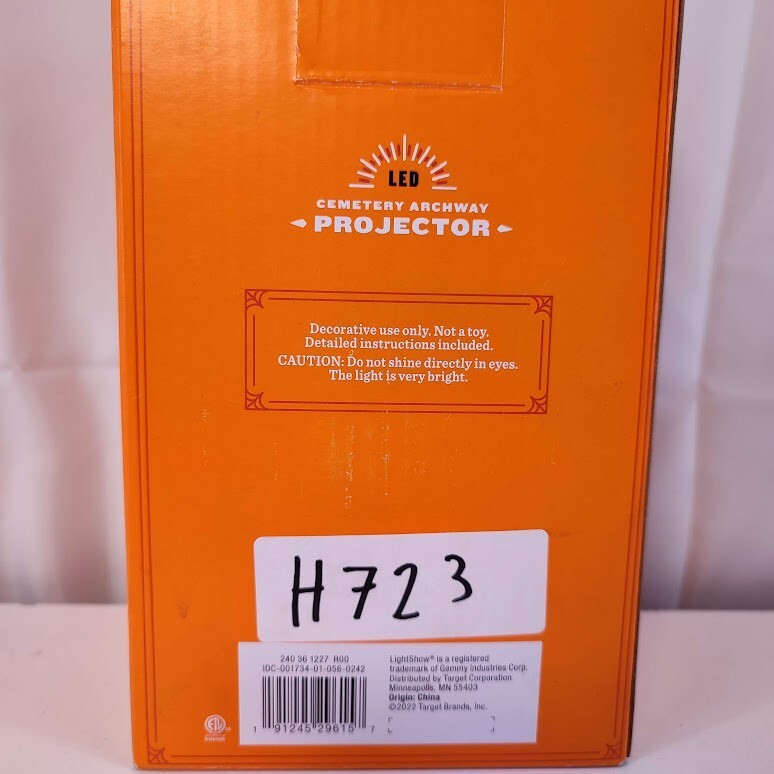 LED
CEMETERY ARCHWAY
PROJECTOR
Decorative use only. Not a toy.
Detailed instructions included.
CAUTION: Do not shine directly in eyes.
The light is very bright.
H723
240 36 1227 R00
IDC-001734-01-056-0242
1 91245 29615 7
LightShow® is a registered
trademark of Gemmy Industries Corp.
Distributed by Target Corporation
Minneapolis, MN 55403
Origin: China
©2022 Target Brands, Inc.
ETL
Intertek